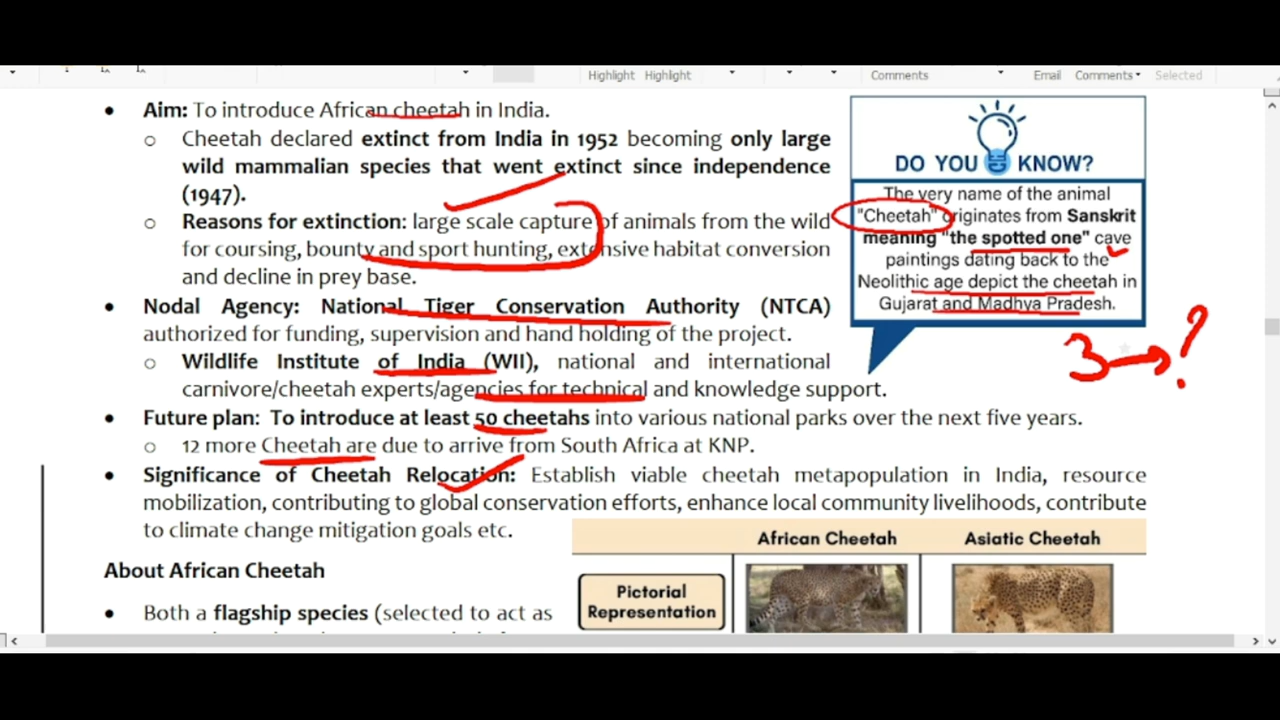 Highlight Highlight Comments Email Comments Selected
• Aim: To introduce African cheetah in India.
o Cheetah declared extinct from India in 1952 becoming only large
wild mammalian species that went extinct since independence
(1947).
o Reasons for extinction: large scale capture of animals from the wild
for coursing, bounty and sport hunting, extensive habitat conversion
and decline in prey base.
• Nodal Agency: National Tiger Conservation Authority (NTCA)
authorized for funding, supervision and hand holding of the project.
o Wildlife Institute of India (WII), national and international
carnivore/cheetah experts/agencies for technical and knowledge support.
• Future plan: To introduce at least 50 cheetahs into various national parks over the next five years.
o 12 more Cheetah are due to arrive from South Africa at KNP.
• Significance of Cheetah Relocation: Establish viable cheetah metapopulation in India, resource
mobilization, contributing to global conservation efforts, enhance local community livelihoods, contribute
to climate change mitigation goals etc.
About African Cheetah
• Both a flagship species (selected to act as
DO YOU KNOW?
The very name of the animal
"Cheetah" originates from Sanskrit
meaning "the spotted one" cave
paintings dating back to the
Neolithic age depict the cheetah in
Gujarat and Madhya Pradesh.
3 → ?
African Cheetah Asiatic Cheetah
Pictorial
Representation